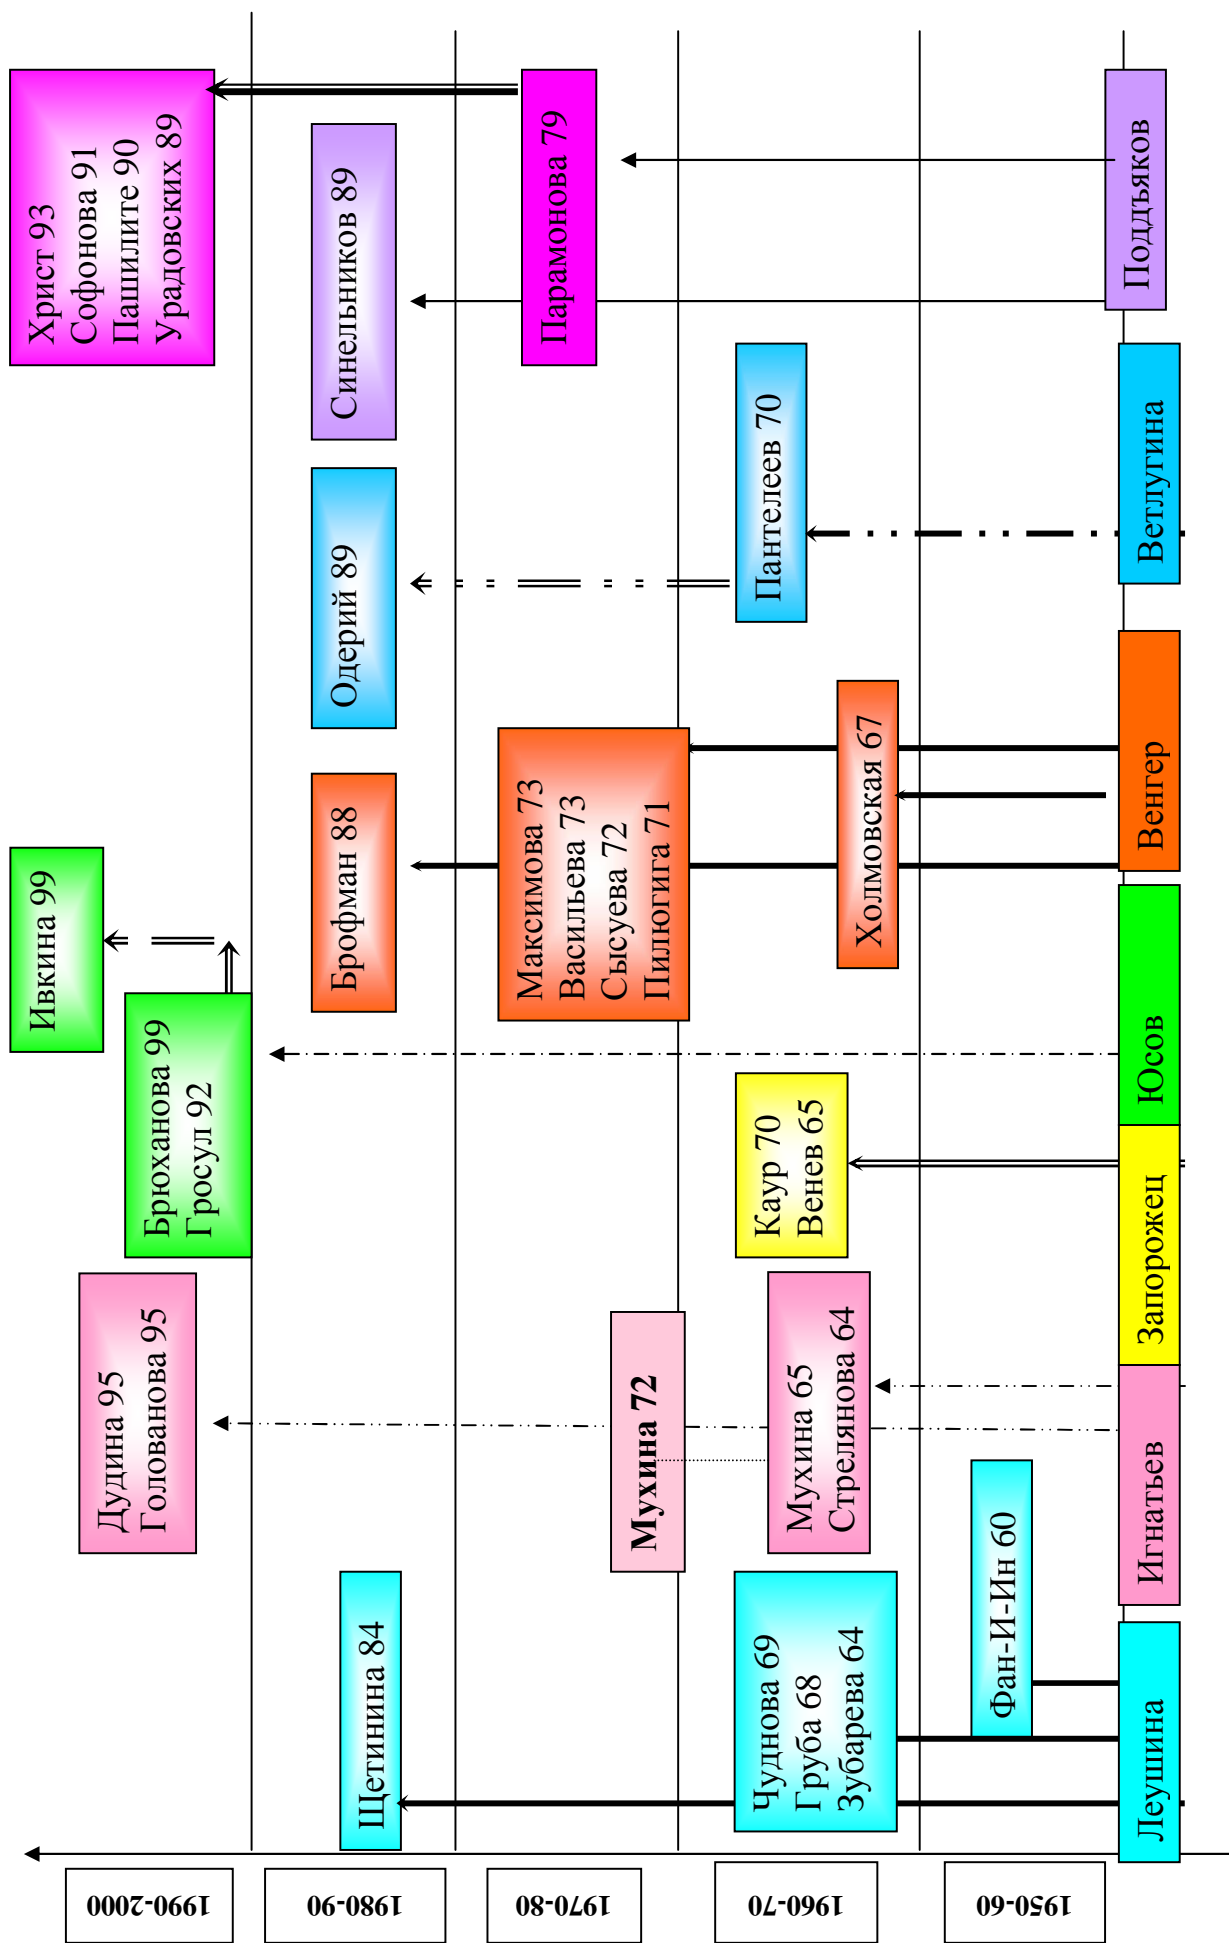 1990-2000
1980-90
1970-80
1960-70
1950-60
Дудина 95
Голованова 95
Брюханова 99
Гросул 92
Ивкина 99
Христ 93
Софонова 91
Пашилите 90
Урадовских 89
Щетинина 84
Брофман 88
Одерий 89
Синельников 89
Мухина 72
Максимова 73
Васильева 73
Сысуева 72
Пилюгига 71
Парамонова 79
Чуднова 69
Груба 68
Зубарева 64
Мухина 65
Стрелянова 64
Каур 70
Венев 65
Холмовская 67
Пантелеев 70
Фан-И-Ин 60
Леушина
Игнатьев
Запорожец
Юсов
Венгер
Ветлугина
Поддъяков